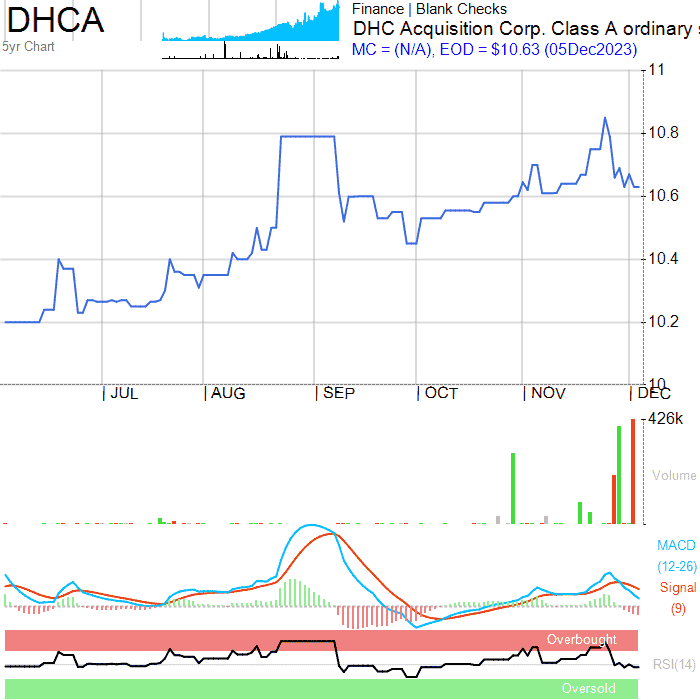 DHCA
5yr Chart
Finance | Blank Checks
DHC Acquisition Corp. Class A ordinary s
MC = (N/A), EOD = $10.63 (05Dec2023)
11
10.8
10.6
10.4
10.2
10
JUL
AUG
SEP
OCT
NOV
DEC
426k
Volume
MACD
(12-26)
Signal
(9)
Overbought
RSI(14)
Oversold